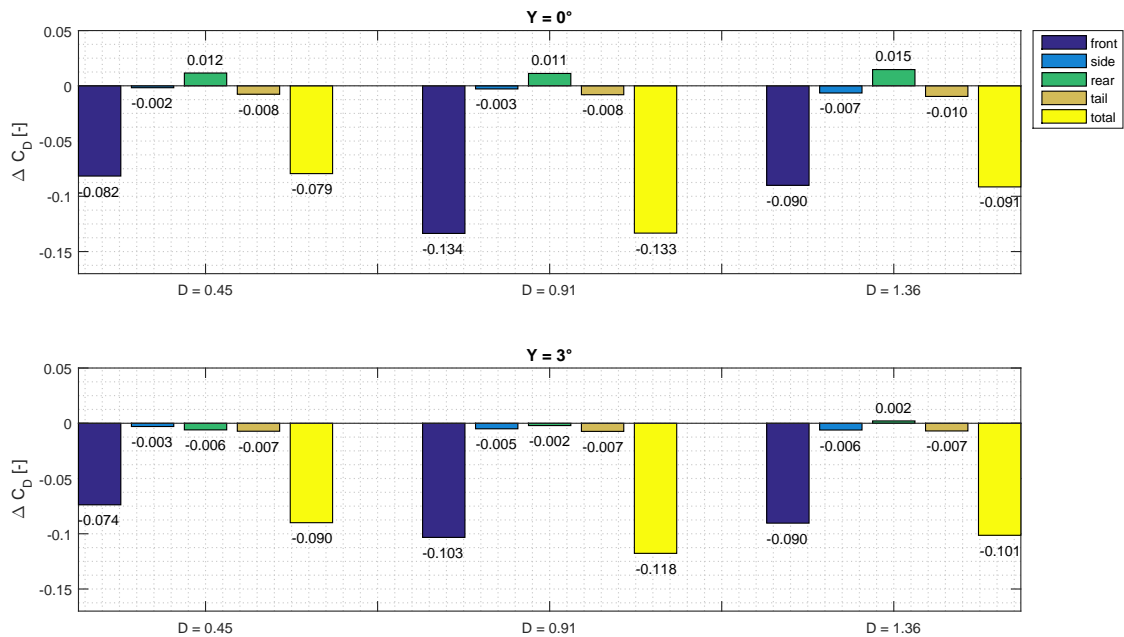 Y = 0°
0.05
0
-0.05
-0.1
-0.15
Δ C_D [-]
-0.082
-0.002
0.012
-0.008
-0.079
-0.134
-0.003
0.011
-0.008
-0.133
-0.090
-0.007
0.015
-0.010
-0.091
D = 0.45
D = 0.91
D = 1.36
front
side
rear
tail
total
Y = 3°
0.05
0
-0.05
-0.1
-0.15
Δ C_D [-]
-0.074
-0.003
-0.006
-0.007
-0.090
-0.103
-0.005
-0.002
-0.007
-0.118
-0.090
-0.006
0.002
-0.007
-0.101
D = 0.45
D = 0.91
D = 1.36